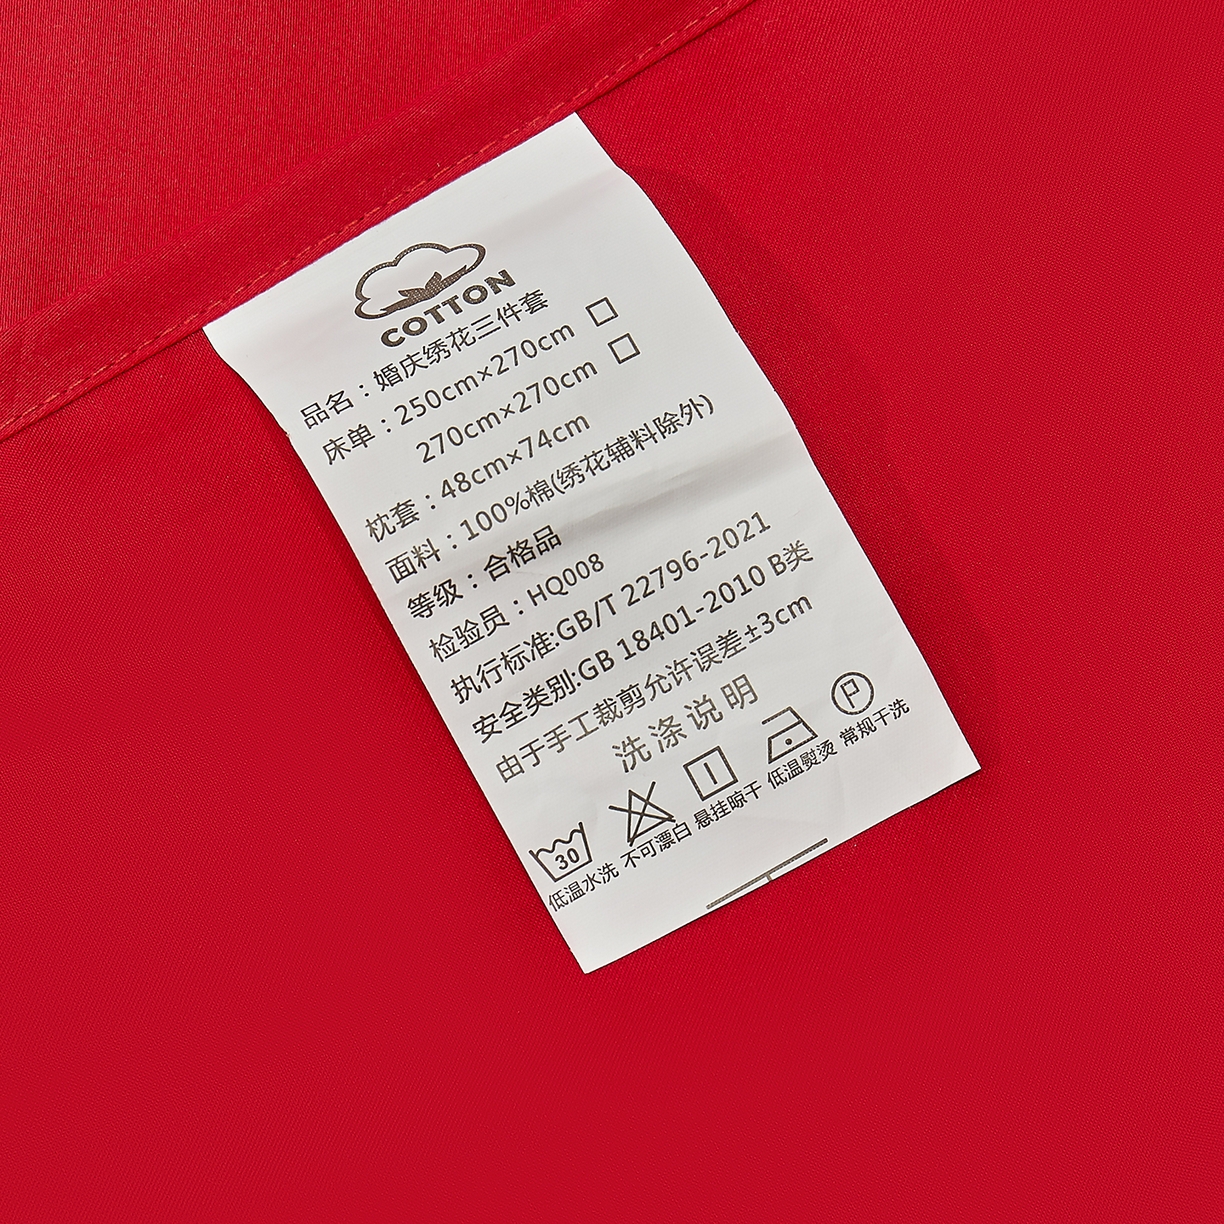 COTTON
品名：婚庆绣花三件套
床单：250cm×270cm □
270cm×270cm □
枕套：48cm×74cm
面料：100%棉(绣花辅料除外)
等级：合格品
检验员：HQ008
执行标准:GB/T 22796-2021
安全类别:GB 18401-2010 B类
由于手工裁剪允许误差±3cm
洗涤说明
30
P
低温水洗 不可漂白 悬挂晾干 低温熨烫 常规干洗